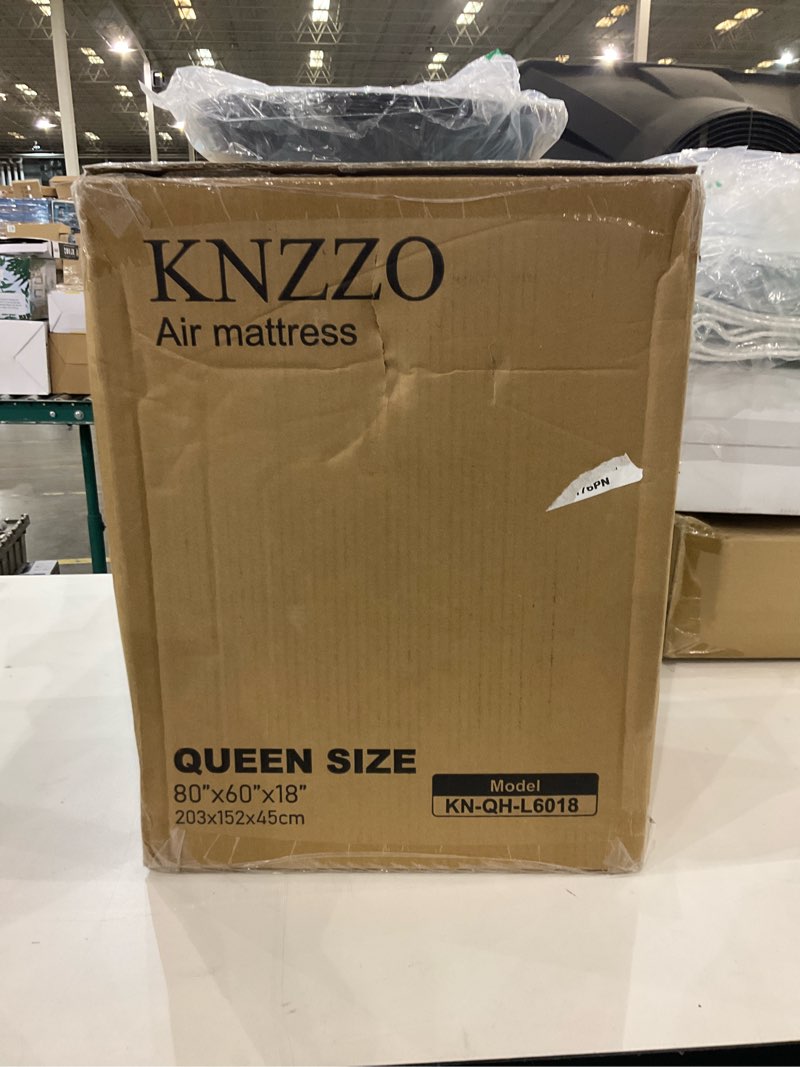 KNZZO
Air mattress
QUEEN SIZE
80”x60”x18”
203x152x45cm
Model
KN-QH-L6018